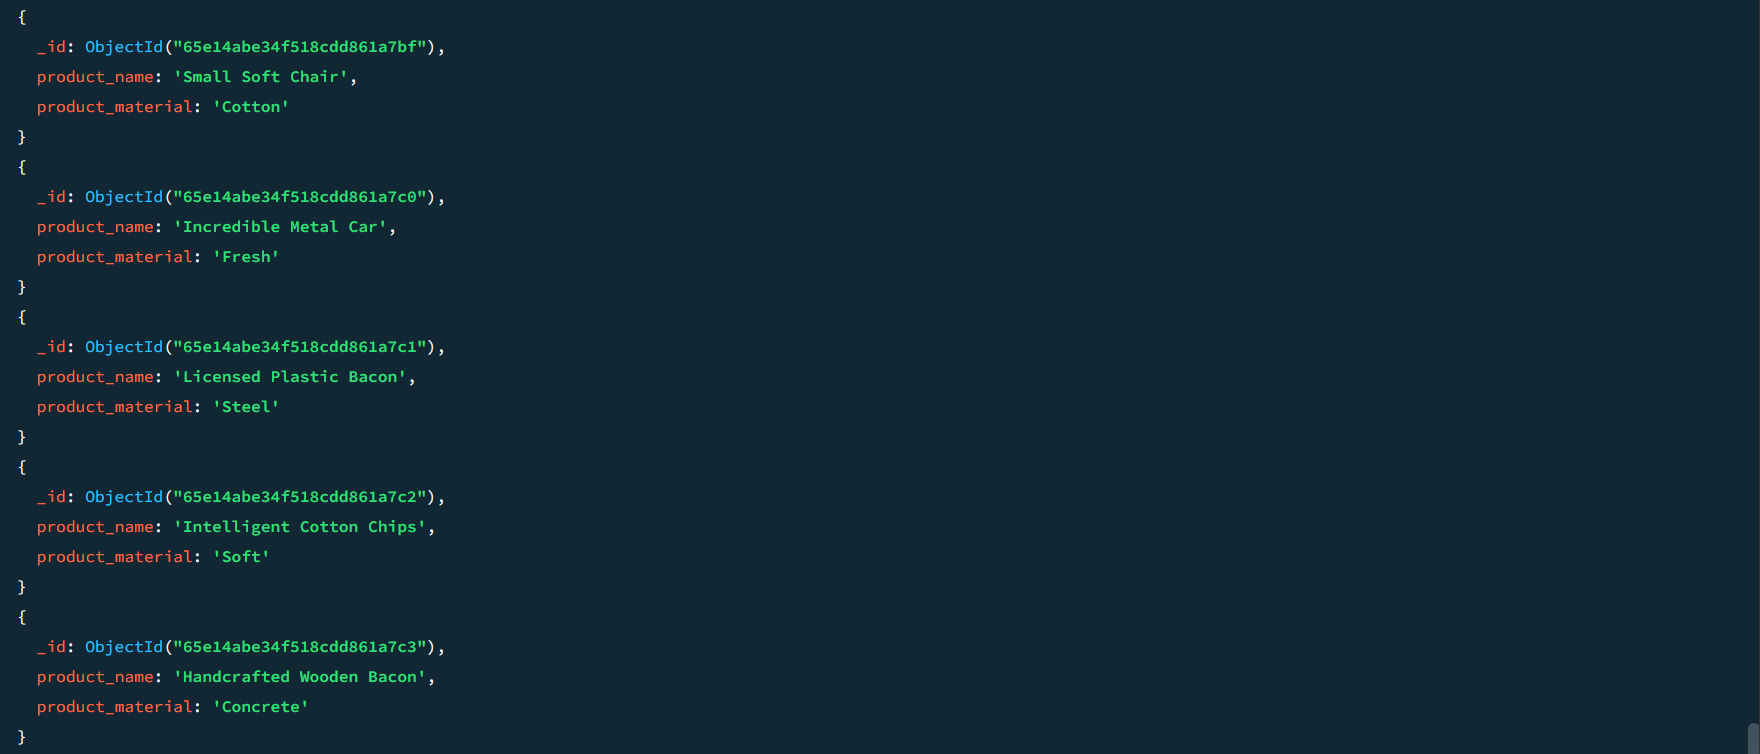 {
  _id: ObjectId("65e14abe34f518cdd861a7bf"),
  product_name: 'Small Soft Chair',
  product_material: 'Cotton'
}
{
  _id: ObjectId("65e14abe34f518cdd861a7c0"),
  product_name: 'Incredible Metal Car',
  product_material: 'Fresh'
}
{
  _id: ObjectId("65e14abe34f518cdd861a7c1"),
  product_name: 'Licensed Plastic Bacon',
  product_material: 'Steel'
}
{
  _id: ObjectId("65e14abe34f518cdd861a7c2"),
  product_name: 'Intelligent Cotton Chips',
  product_material: 'Soft'
}
{
  _id: ObjectId("65e14abe34f518cdd861a7c3"),
  product_name: 'Handcrafted Wooden Bacon',
  product_material: 'Concrete'
}